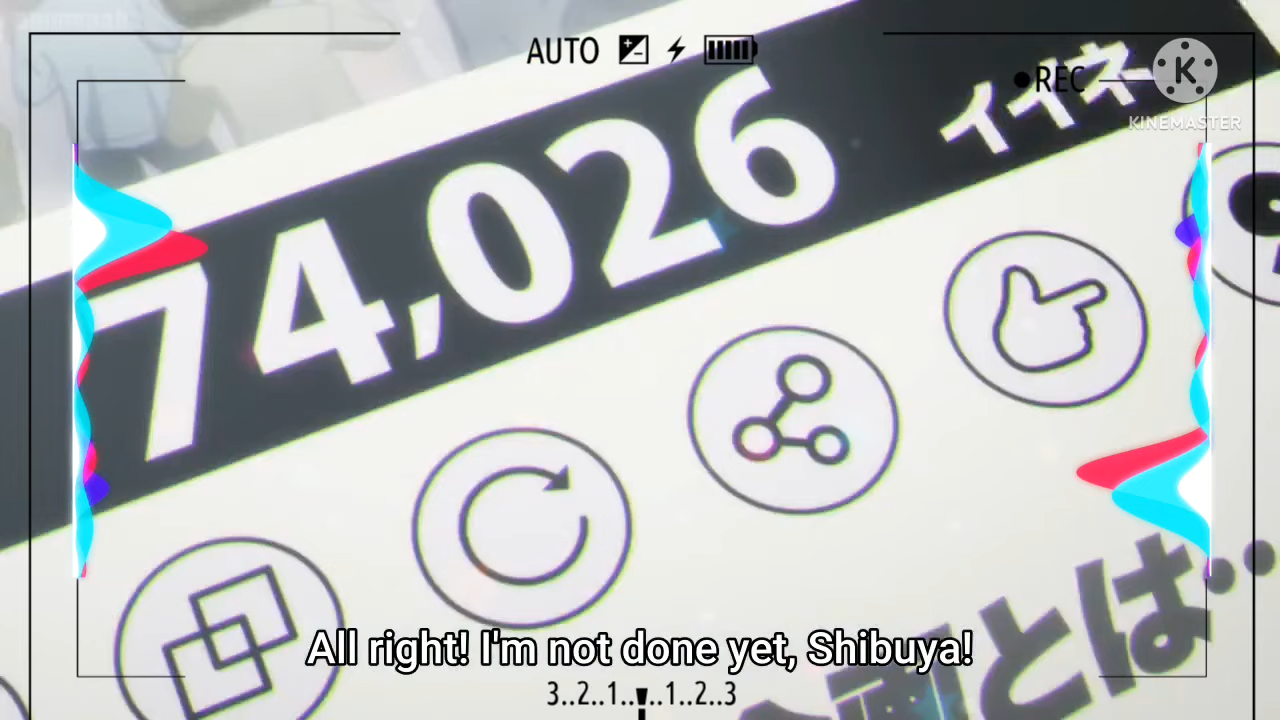 AUTO
REC
K
KINEMASTER
74,026
イイネ
画とは‥
All right! I'm not done yet, Shibuya!
3..2..1..▼..1..2..3